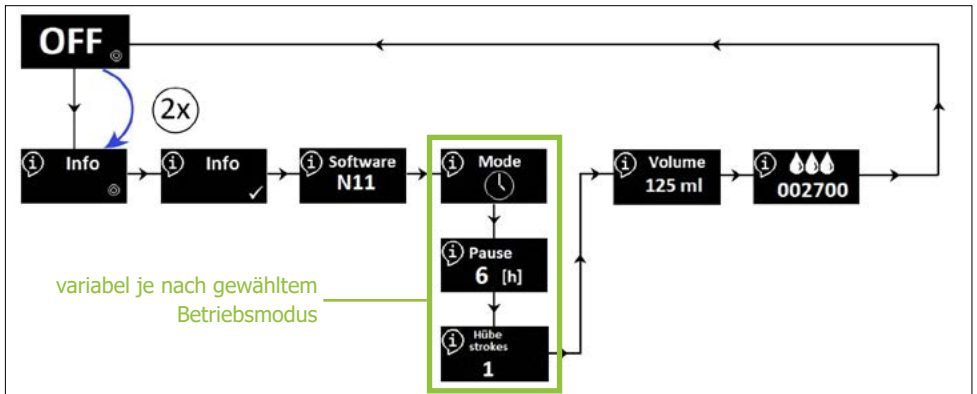 OFF
2x
Info
Info
Software
N11
Mode
Pause
6 [h]
Hübe
strokes
1
Volume
125 ml
002700
variabel je nach gewähltem
Betriebsmodus